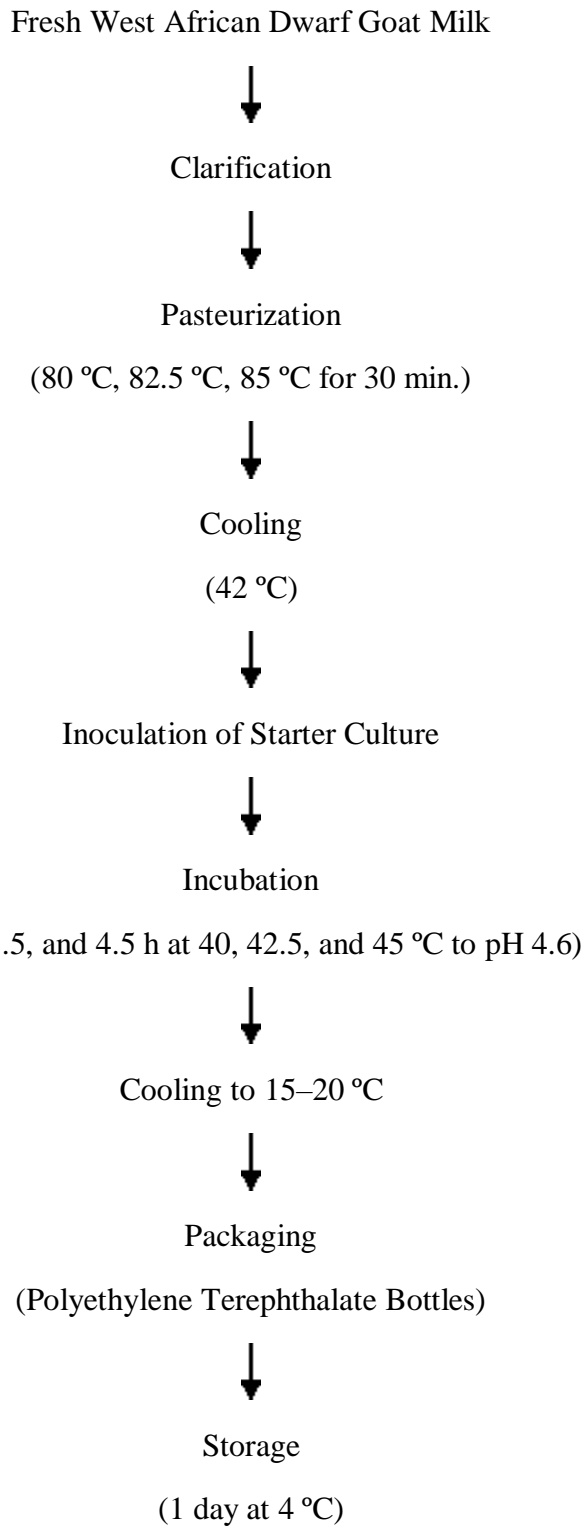 Fresh West African Dwarf Goat Milk
Clarification
Pasteurization
(80 ºC, 82.5 ºC, 85 ºC for 30 min.)
Cooling
(42 ºC)
Inoculation of Starter Culture
Incubation
.5, and 4.5 h at 40, 42.5, and 45 ºC to pH 4.6)
Cooling to 15–20 ºC
Packaging
(Polyethylene Terephthalate Bottles)
Storage
(1 day at 4 ºC)